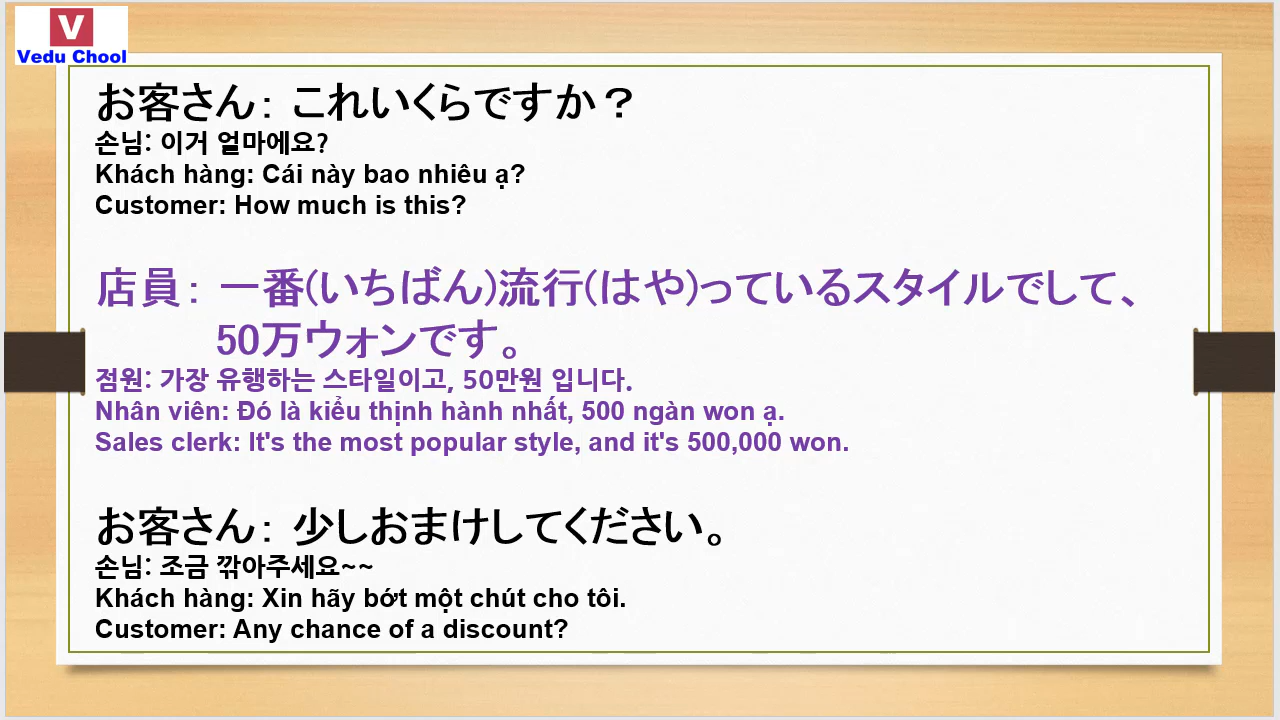 V
Vedu Chool
お客さん： これいくらですか？
손님: 이거 얼마에요?
Khách hàng: Cái này bao nhiêu ạ?
Customer: How much is this?
店員： 一番(いちばん)流行(はや)っているスタイルでして、
50万ウォンです。
점원: 가장 유행하는 스타일이고, 50만원 입니다.
Nhân viên: Đó là kiểu thịnh hành nhất, 500 ngàn won ạ.
Sales clerk: It's the most popular style, and it's 500,000 won.
お客さん： 少しおまけしてください。
손님: 조금 깎아주세요~~
Khách hàng: Xin hãy bớt một chút cho tôi.
Customer: Any chance of a discount?